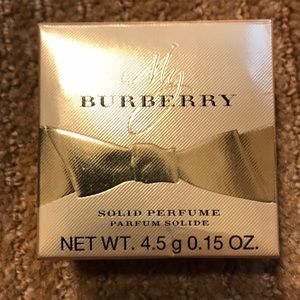 My
BURBERRY
SOLID PERFUME
PARFUM SOLIDE
NET WT. 4.5 g 0.15 OZ.